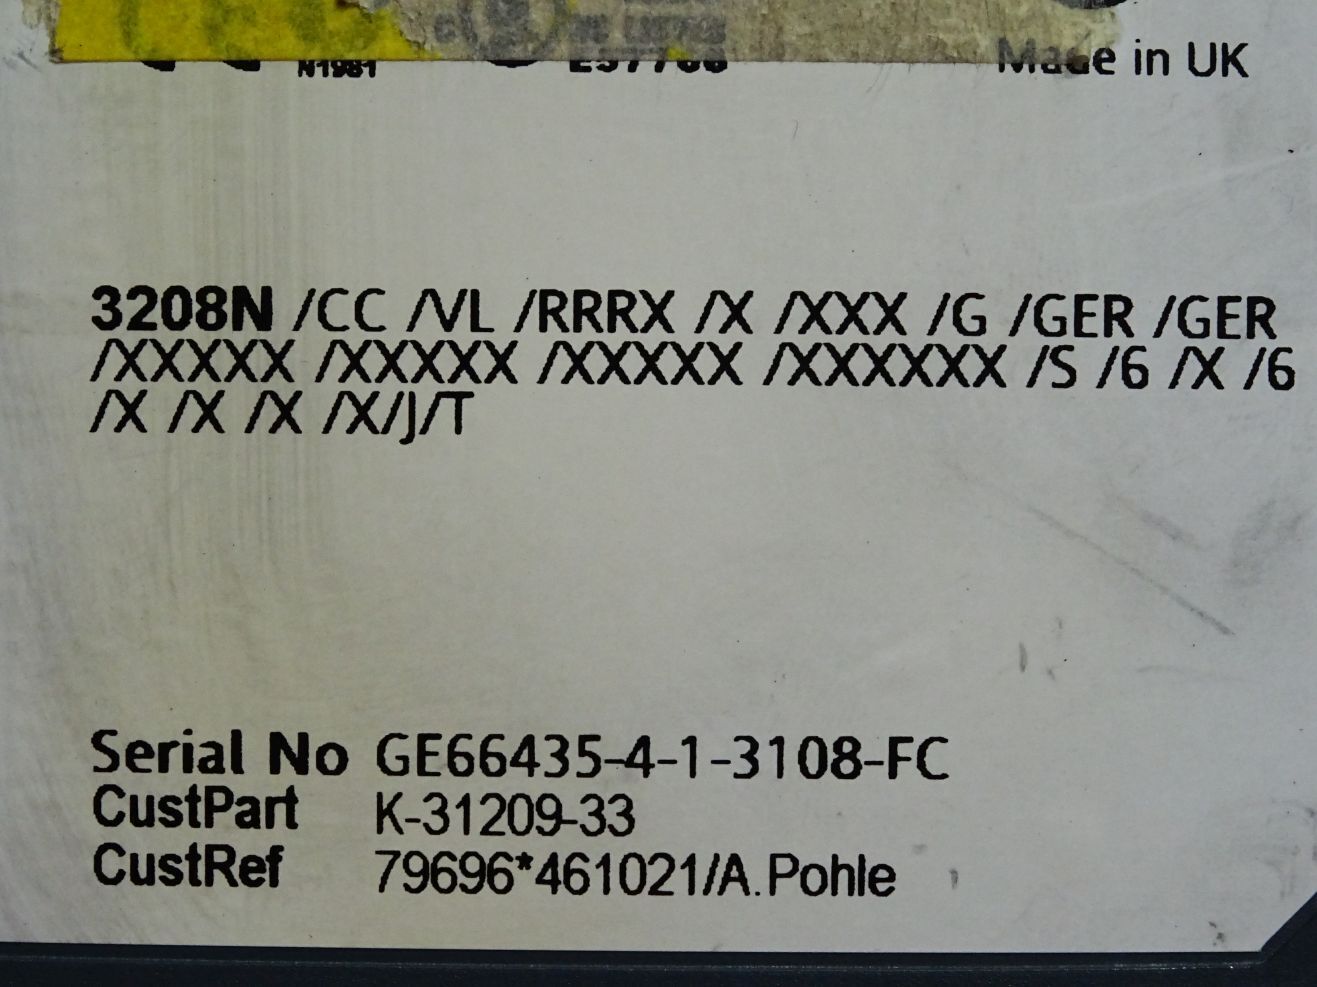 N1981
Made in UK
3208N /CC /VL /RRRX /X /XXX /G /GER /GER
/XXXXX /XXXXX /XXXXX /XXXXXX /S /6 /X /6
/X /X /X /X/J/T
Serial No GE66435-4-1-3108-FC
CustPart K-31209-33
CustRef 79696*461021/A.Pohle